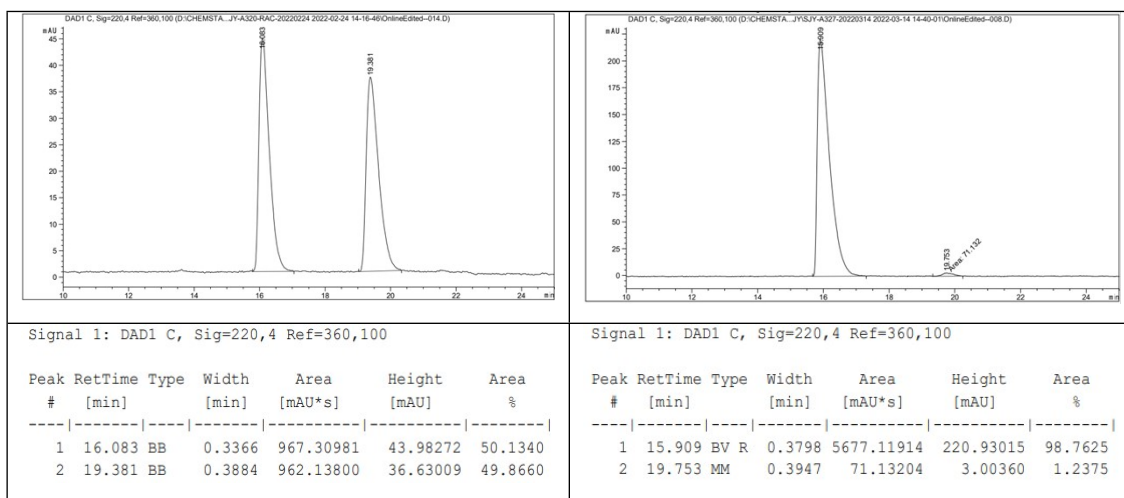 DAD1 C, Sig=220,4 Ref=360,100 (D:\CHEMSTA...JY-A320-RAC-20220224 2022-02-24 14-16-46\OnlineEdited--014.D)
mAU
45
40
35
30
25
20
15
10
5
0
16.083
19.381
10 12 14 16 18 20 22 24 min
Signal 1: DAD1 C, Sig=220,4 Ref=360,100
Peak RetTime Type Width Area Height Area
# [min] [min] [mAU*s] [mAU] %
----|-------|----|-------|----------|----------|--------|
1 16.083 BB 0.3366 967.30981 43.98272 50.1340
2 19.381 BB 0.3884 962.13800 36.63009 49.8660
DAD1 C, Sig=220,4 Ref=360,100 (D:\CHEMSTA...JY\SJY-A327-20220314 2022-03-14 14-40-01\OnlineEdited--008.D)
mAU
200
175
150
125
100
75
50
25
0
15.909
19.753
Area: 71.132
10 12 14 16 18 20 22 24 min
Signal 1: DAD1 C, Sig=220,4 Ref=360,100
Peak RetTime Type Width Area Height Area
# [min] [min] [mAU*s] [mAU] %
----|-------|----|-------|----------|----------|--------|
1 15.909 BV R 0.3798 5677.11914 220.93015 98.7625
2 19.753 MM 0.3947 71.13204 3.00360 1.2375